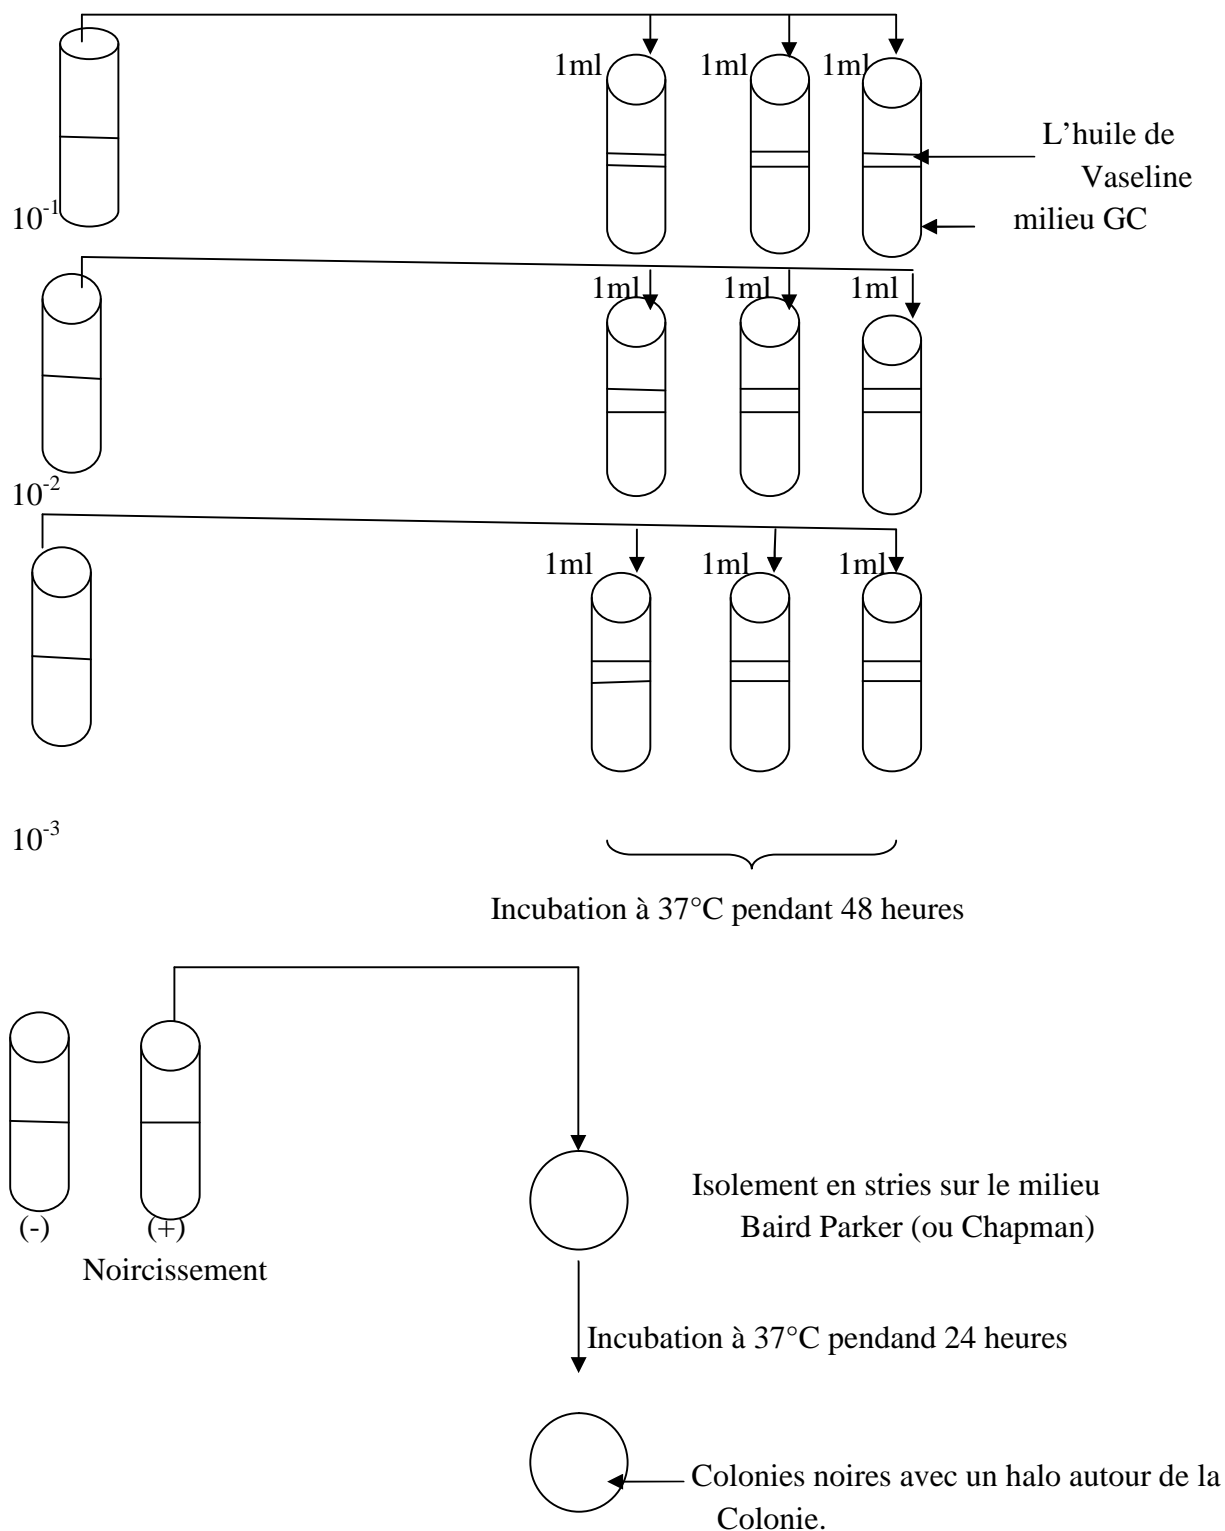 1ml 1ml 1ml
L’huile de
Vaseline
10-1
milieu GC
1ml 1ml 1ml
10-2
1ml 1ml 1ml
10-3
Incubation à 37°C pendant 48 heures
Isolement en stries sur le milieu
Baird Parker (ou Chapman)
(-) (+)
Noircissement
Incubation à 37°C pendand 24 heures
Colonies noires avec un halo autour de la
Colonie.